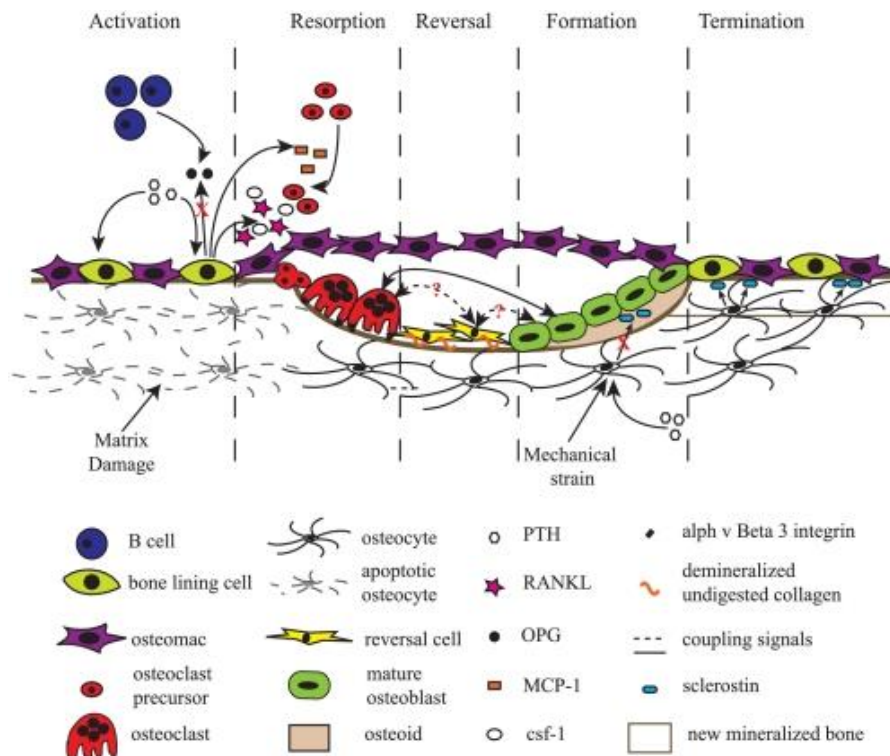 Activation
Resorption
Reversal
Formation
Termination
?
?
Matrix
Damage
Mechanical
strain
B cell
osteocyte
PTH
alph v Beta 3 integrin
bone lining cell
apoptotic
osteocyte
RANKL
demineralized
undigested collagen
osteomac
reversal cell
OPG
coupling signals
osteoclast
precursor
mature
osteoblast
MCP-1
sclerostin
osteoclast
osteoid
csf-1
new mineralized bone